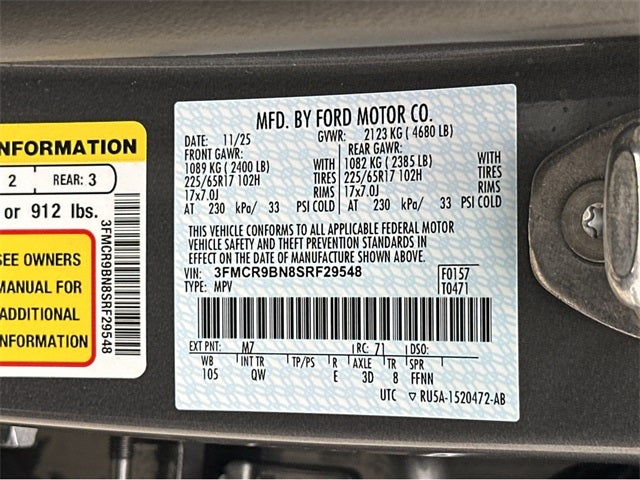 INFORMATION
2 REAR: 3
or 912 lbs.
SEE OWNERS
MANUAL FOR
ADDITIONAL
INFORMATION
3FMCR9BN8SRF29548
MFD. BY FORD MOTOR CO.
DATE: 11/25 GVWR: 2123 KG ( 4680 LB)
FRONT GAWR: REAR GAWR:
1089 KG ( 2400 LB) WITH 1082 KG ( 2385 LB) WITH
225/65R17 102H TIRES 225/65R17 102H TIRES
17x7.0J RIMS 17x7.0J RIMS
AT 230 kPa/ 33 PSI COLD AT 230 kPa/ 33 PSI COLD
THIS VEHICLE CONFORMS TO ALL APPLICABLE FEDERAL MOTOR
VEHICLE SAFETY AND THEFT PREVENTION STANDARDS IN
EFFECT ON THE DATE OF MANUFACTURE SHOWN ABOVE.
VIN: 3FMCR9BN8SRF29548 F0157
TYPE: MPV T0471
EXT PNT: M7 RC: 71 DSO:
WB INT TR TP/PS R AXLE TR SPR
105 QW E 3D 8 FFNN
UTC ▽ RU5A-1520472-AB